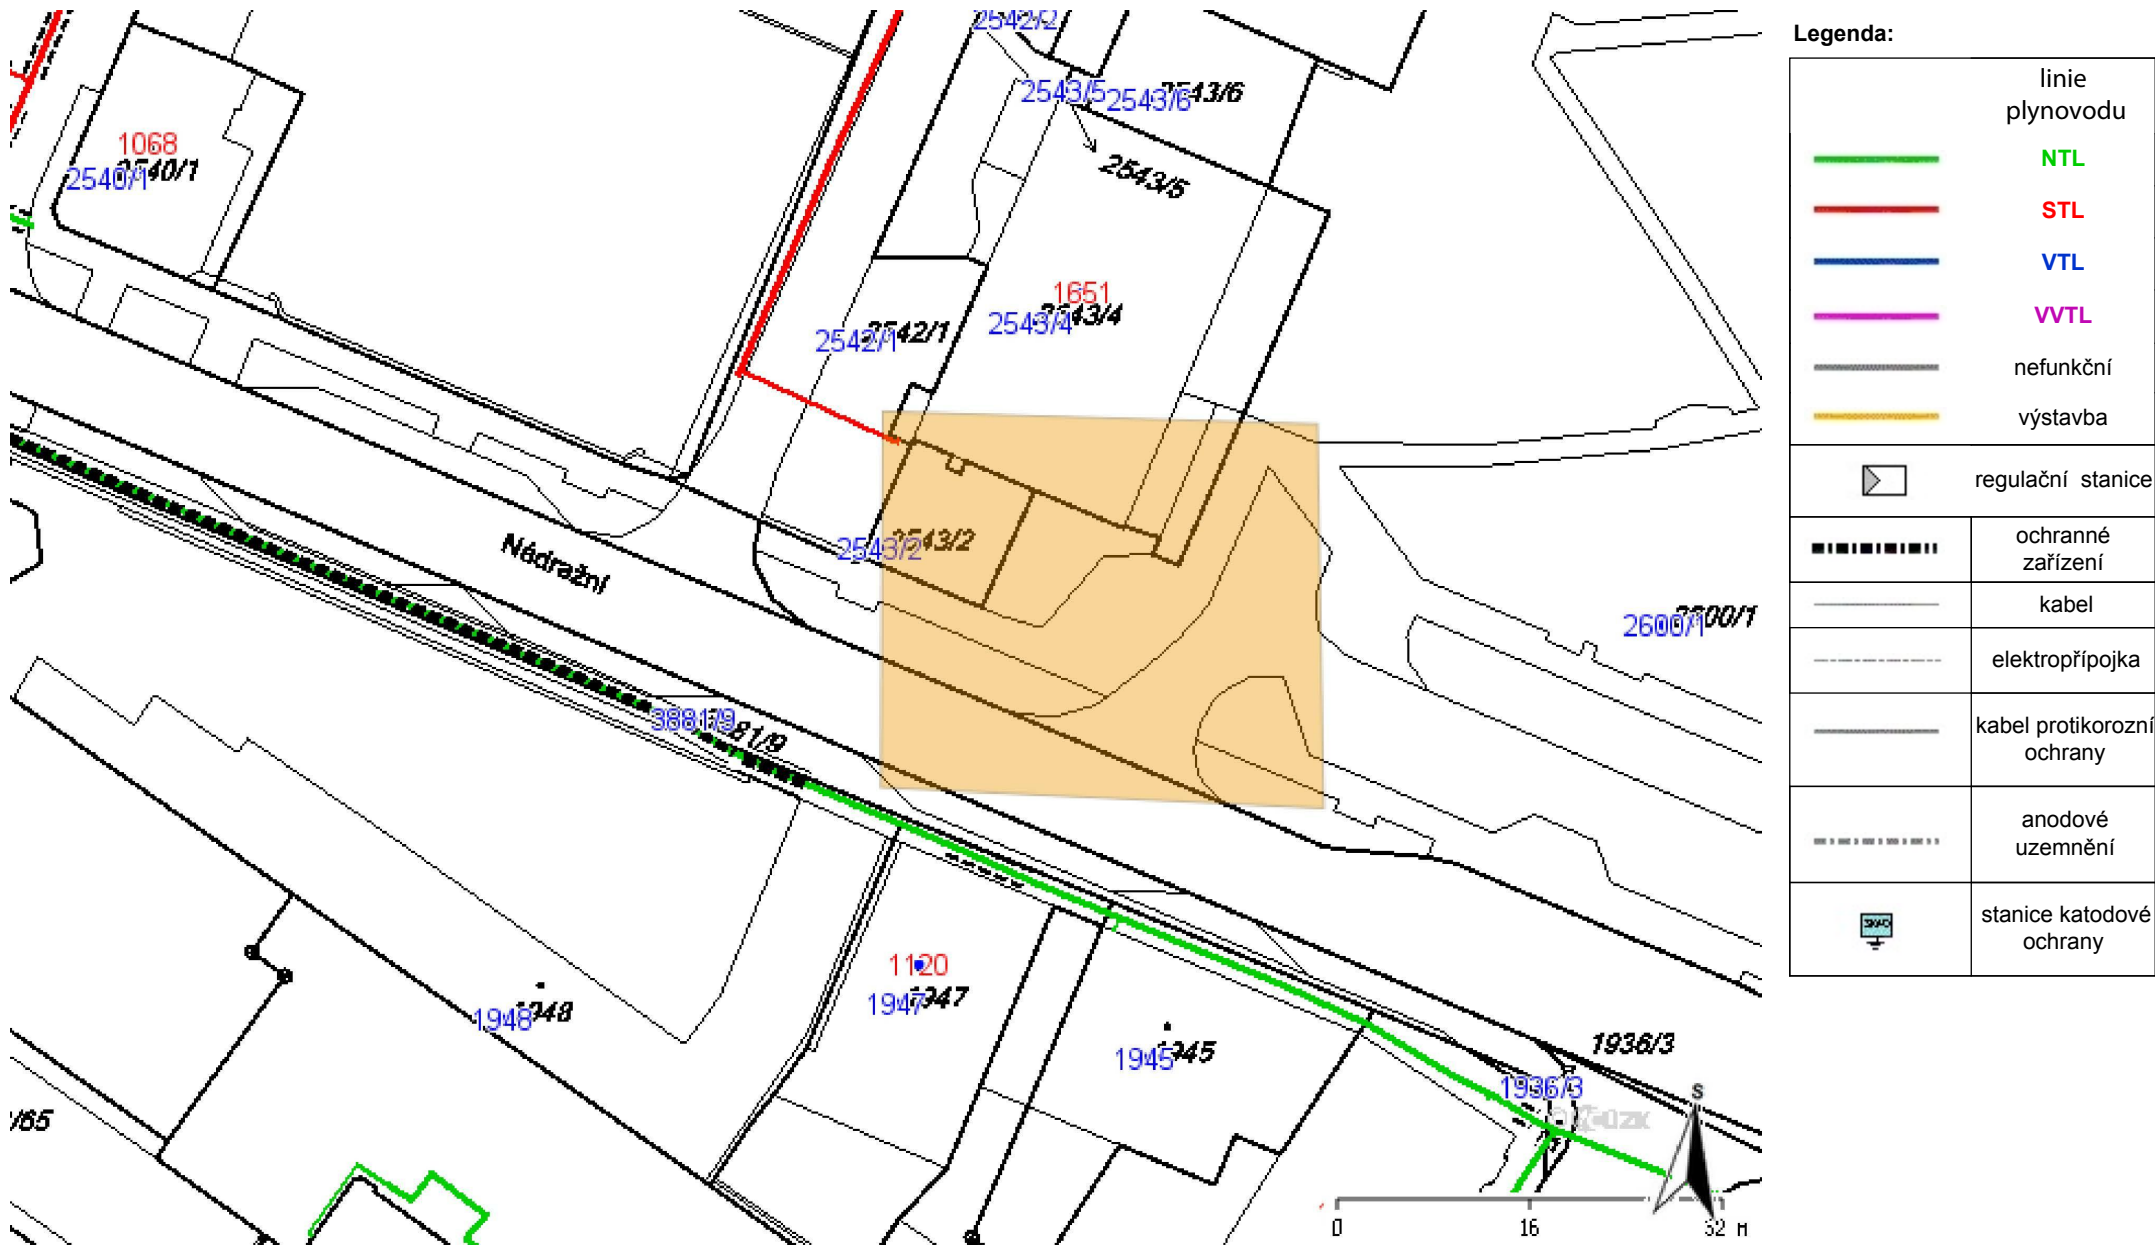 2542/2
2543/5
2543/6
2543/6
2543/5
1068
2540/1
2540/1
1651
2543/4
2543/4
2542/1
2542/1
2543/2
2543/2
Nádražní
2600/1
2600/1
3881/9
1120
1947
1947
1948
1948
1945
1945
1936/3
1936/3
/65
S
0 16 32 M
Legenda:
linie
plynovodu
NTL
STL
VTL
VVTL
nefunkční
výstavba
regulační stanice
ochranné
zařízení
kabel
elektropřípojka
kabel protikorozní
ochrany
anodové
uzemnění
stanice katodové
ochrany